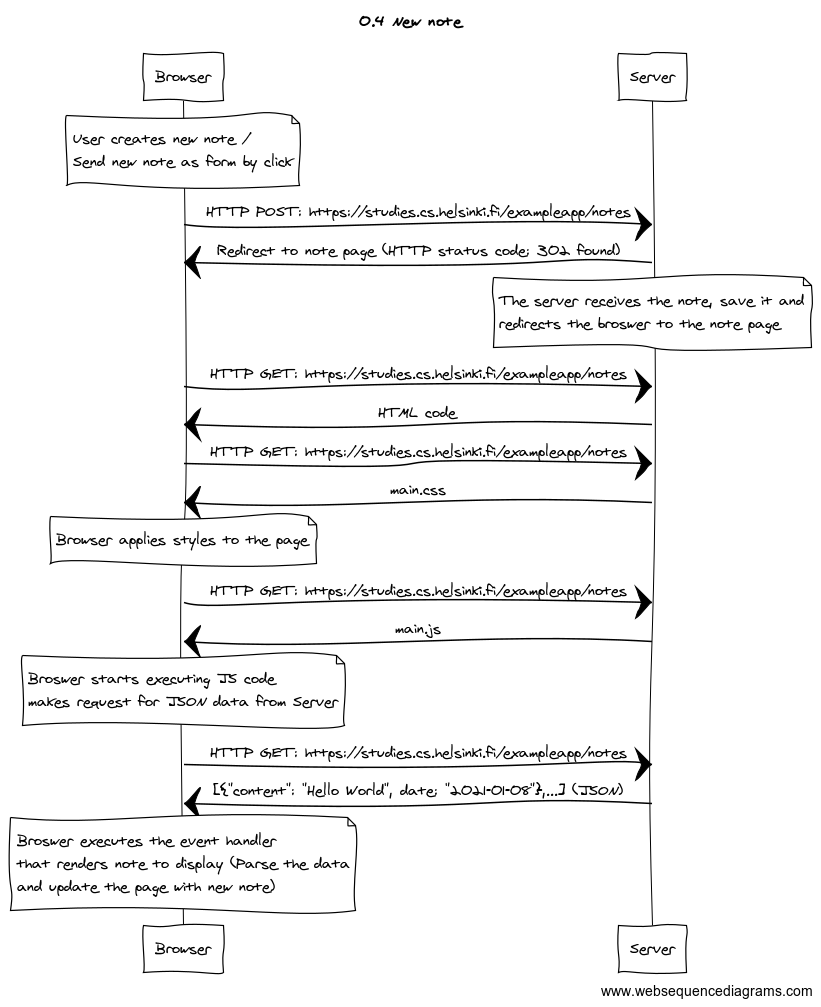 0.4 New note
Browser
Server
User creates new note /
Send new note as form by click
HTTP POST: https://studies.cs.helsinki.fi/exampleapp/notes
Redirect to note page (HTTP status code; 302 found)
The server receives the note, save it and
redirects the broswer to the note page
HTTP GET: https://studies.cs.helsinki.fi/exampleapp/notes
HTML code
HTTP GET: https://studies.cs.helsinki.fi/exampleapp/notes
main.css
Browser applies styles to the page
HTTP GET: https://studies.cs.helsinki.fi/exampleapp/notes
main.js
Broswer starts executing JS code
makes request for JSON data from Server
HTTP GET: https://studies.cs.helsinki.fi/exampleapp/notes
[{"content": "Hello World", date; "2021-01-08"},...] (JSON)
Broswer executes the event handler
that renders note to display (Parse the data
and update the page with new note)
Browser
Server
www.websequencediagrams.com